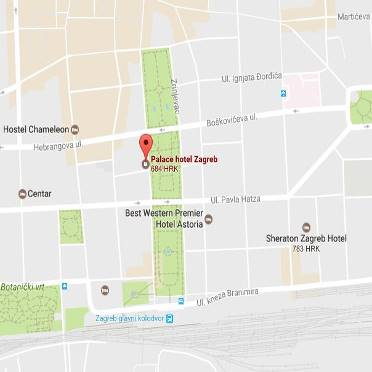 Martićeva
Zrinjevac
Ul. Ignjata Đorđića
Boškovićeva ul.
Hostel Chameleon
Hebrangova ul.
Palace hotel Zagreb
684 HRK
Centar
Ul. Pavla Hatza
Best Western Premier
Hotel Astoria
Sheraton Zagreb Hotel
783 HRK
Botanički vrt
Ul. kneza Branimira
Zagreb glavni kolodvor